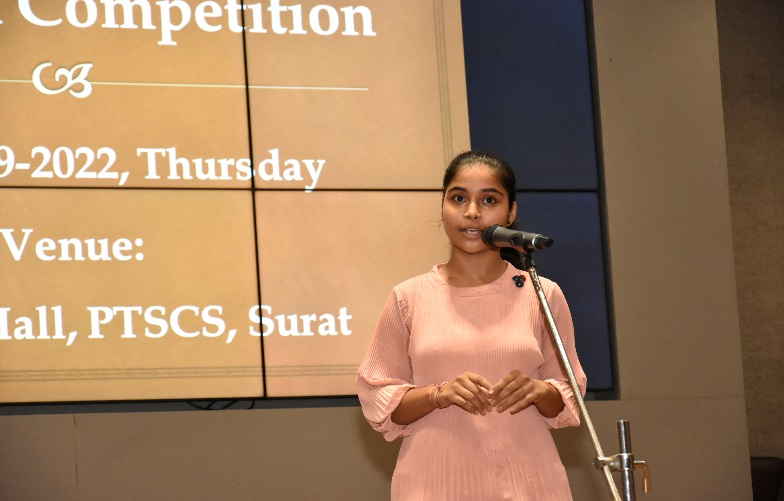 Competition
9-2022, Thursday
Venue:
Hall, PTSCS, Surat